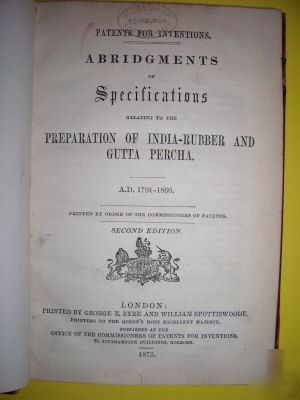 MUSEUM
EDINBURGH
PATENTS FOR INVENTIONS.
ABRIDGMENTS
OF
Specifications
RELATING TO THE
PREPARATION OF INDIA-RUBBER AND
GUTTA PERCHA.
A.D. 1791-1866.
PRINTED BY ORDER OF THE COMMISSIONERS OF PATENTS.
SECOND EDITION.
LONDON:
PRINTED BY GEORGE E. EYRE AND WILLIAM SPOTTISWOODE,
PRINTERS TO THE QUEEN'S MOST EXCELLENT MAJESTY.
PUBLISHED AT THE
OFFICE OF THE COMMISSIONERS OF PATENTS FOR INVENTIONS,
25, SOUTHAMPTON BUILDINGS, HOLBORN.
1875.